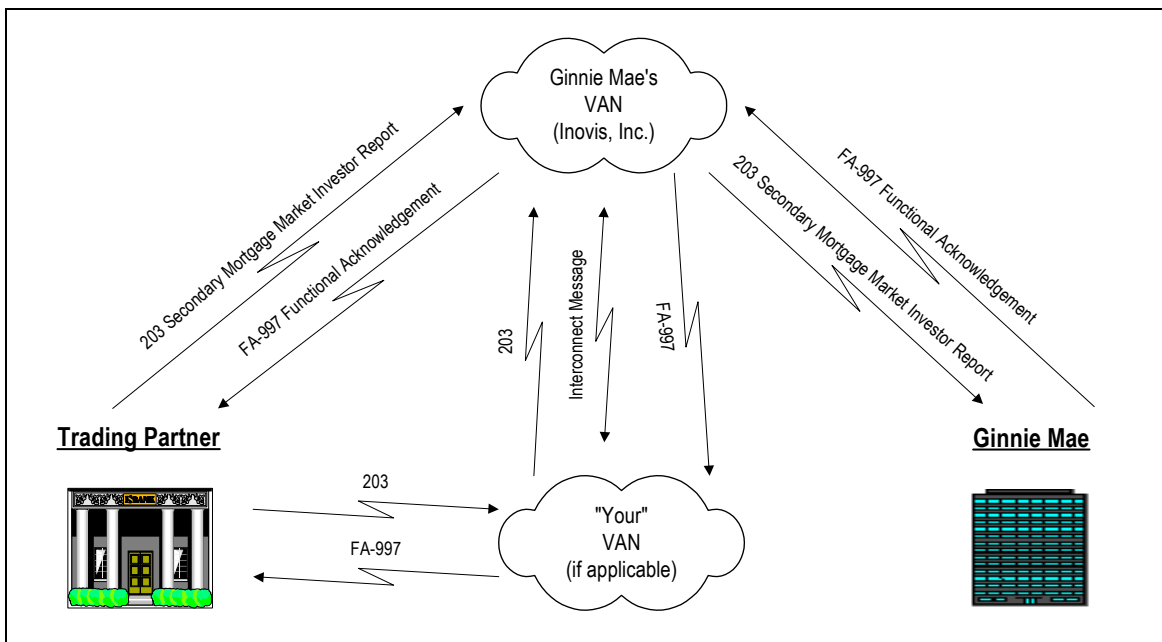 Ginnie Mae's
VAN
(Inovis, Inc.)
203 Secondary Mortgage Market Investor Report
FA-997 Functional Acknowledgement
203
Interconnect Message
FA-997
203 Secondary Mortgage Market Investor Report
FA-997 Functional Acknowledgement
Trading Partner
Ginnie Mae
203
FA-997
"Your"
VAN
(if applicable)